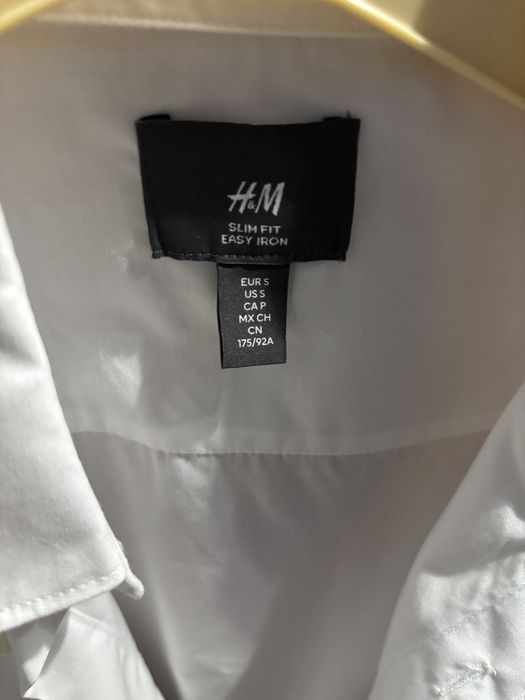 H&M
SLIM FIT
EASY IRON
EUR S
US S
CA P
MX CH
CN
175/92A